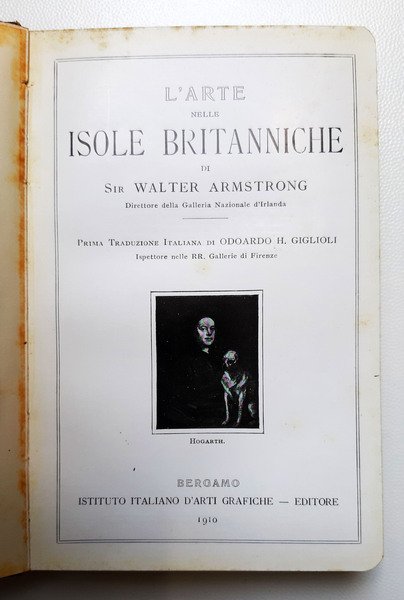 L'ARTE
NELLE
ISOLE BRITANNICHE
DI
SIR WALTER ARMSTRONG
Direttore della Galleria Nazionale d'Irlanda
PRIMA TRADUZIONE ITALIANA DI ODOARDO H. GIGLIOLI
Ispettore nelle RR. Gallerie di Firenze
HOGARTH.
BERGAMO
ISTITUTO ITALIANO D'ARTI GRAFICHE — EDITORE
1910